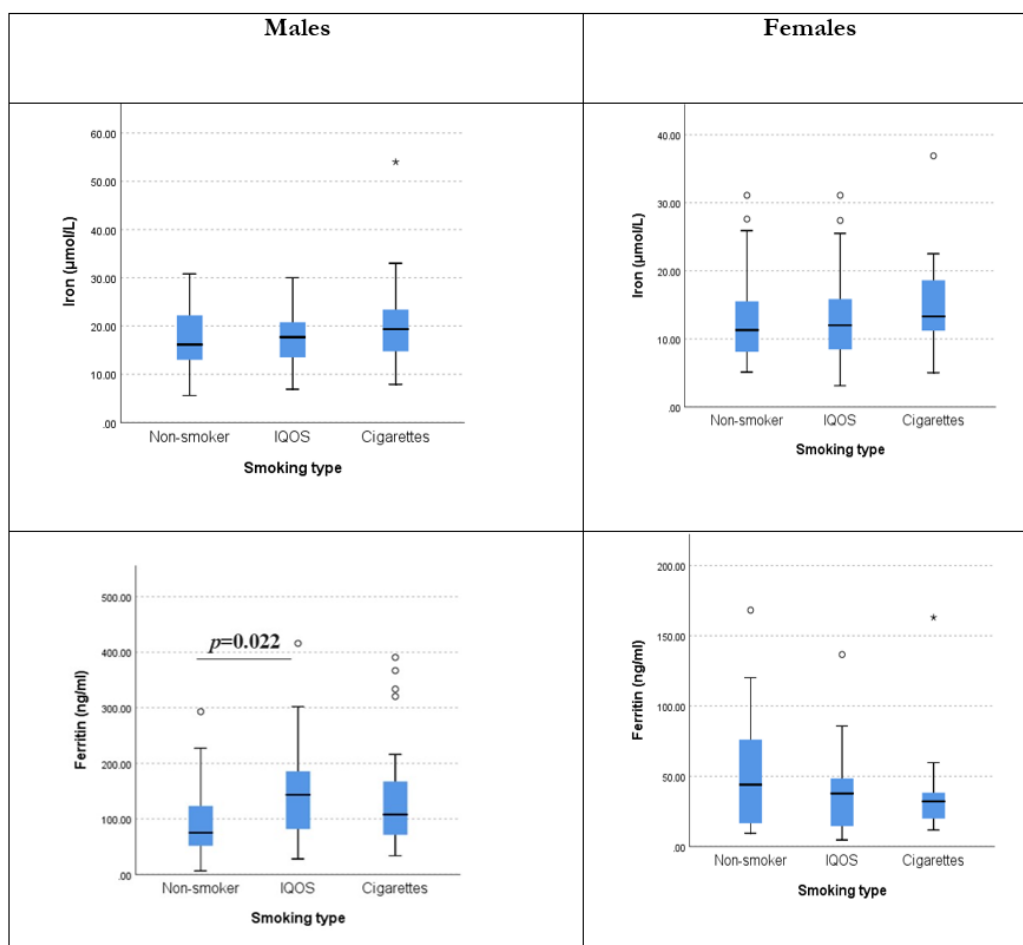 Males
Females
60.00
50.00
40.00
30.00
20.00
10.00
.00
Iron (µmol/L)
Non-smoker IQOS Cigarettes
Smoking type
40.00
30.00
20.00
10.00
.00
Iron (µmol/L)
Non-smoker IQOS Cigarettes
Smoking type
500.00
400.00
300.00
200.00
100.00
.00
Ferritin (ng/ml)
p=0.022
Non-smoker IQOS Cigarettes
Smoking type
200.00
150.00
100.00
50.00
.00
Ferritin (ng/ml)
Non-smoker IQOS Cigarettes
Smoking type